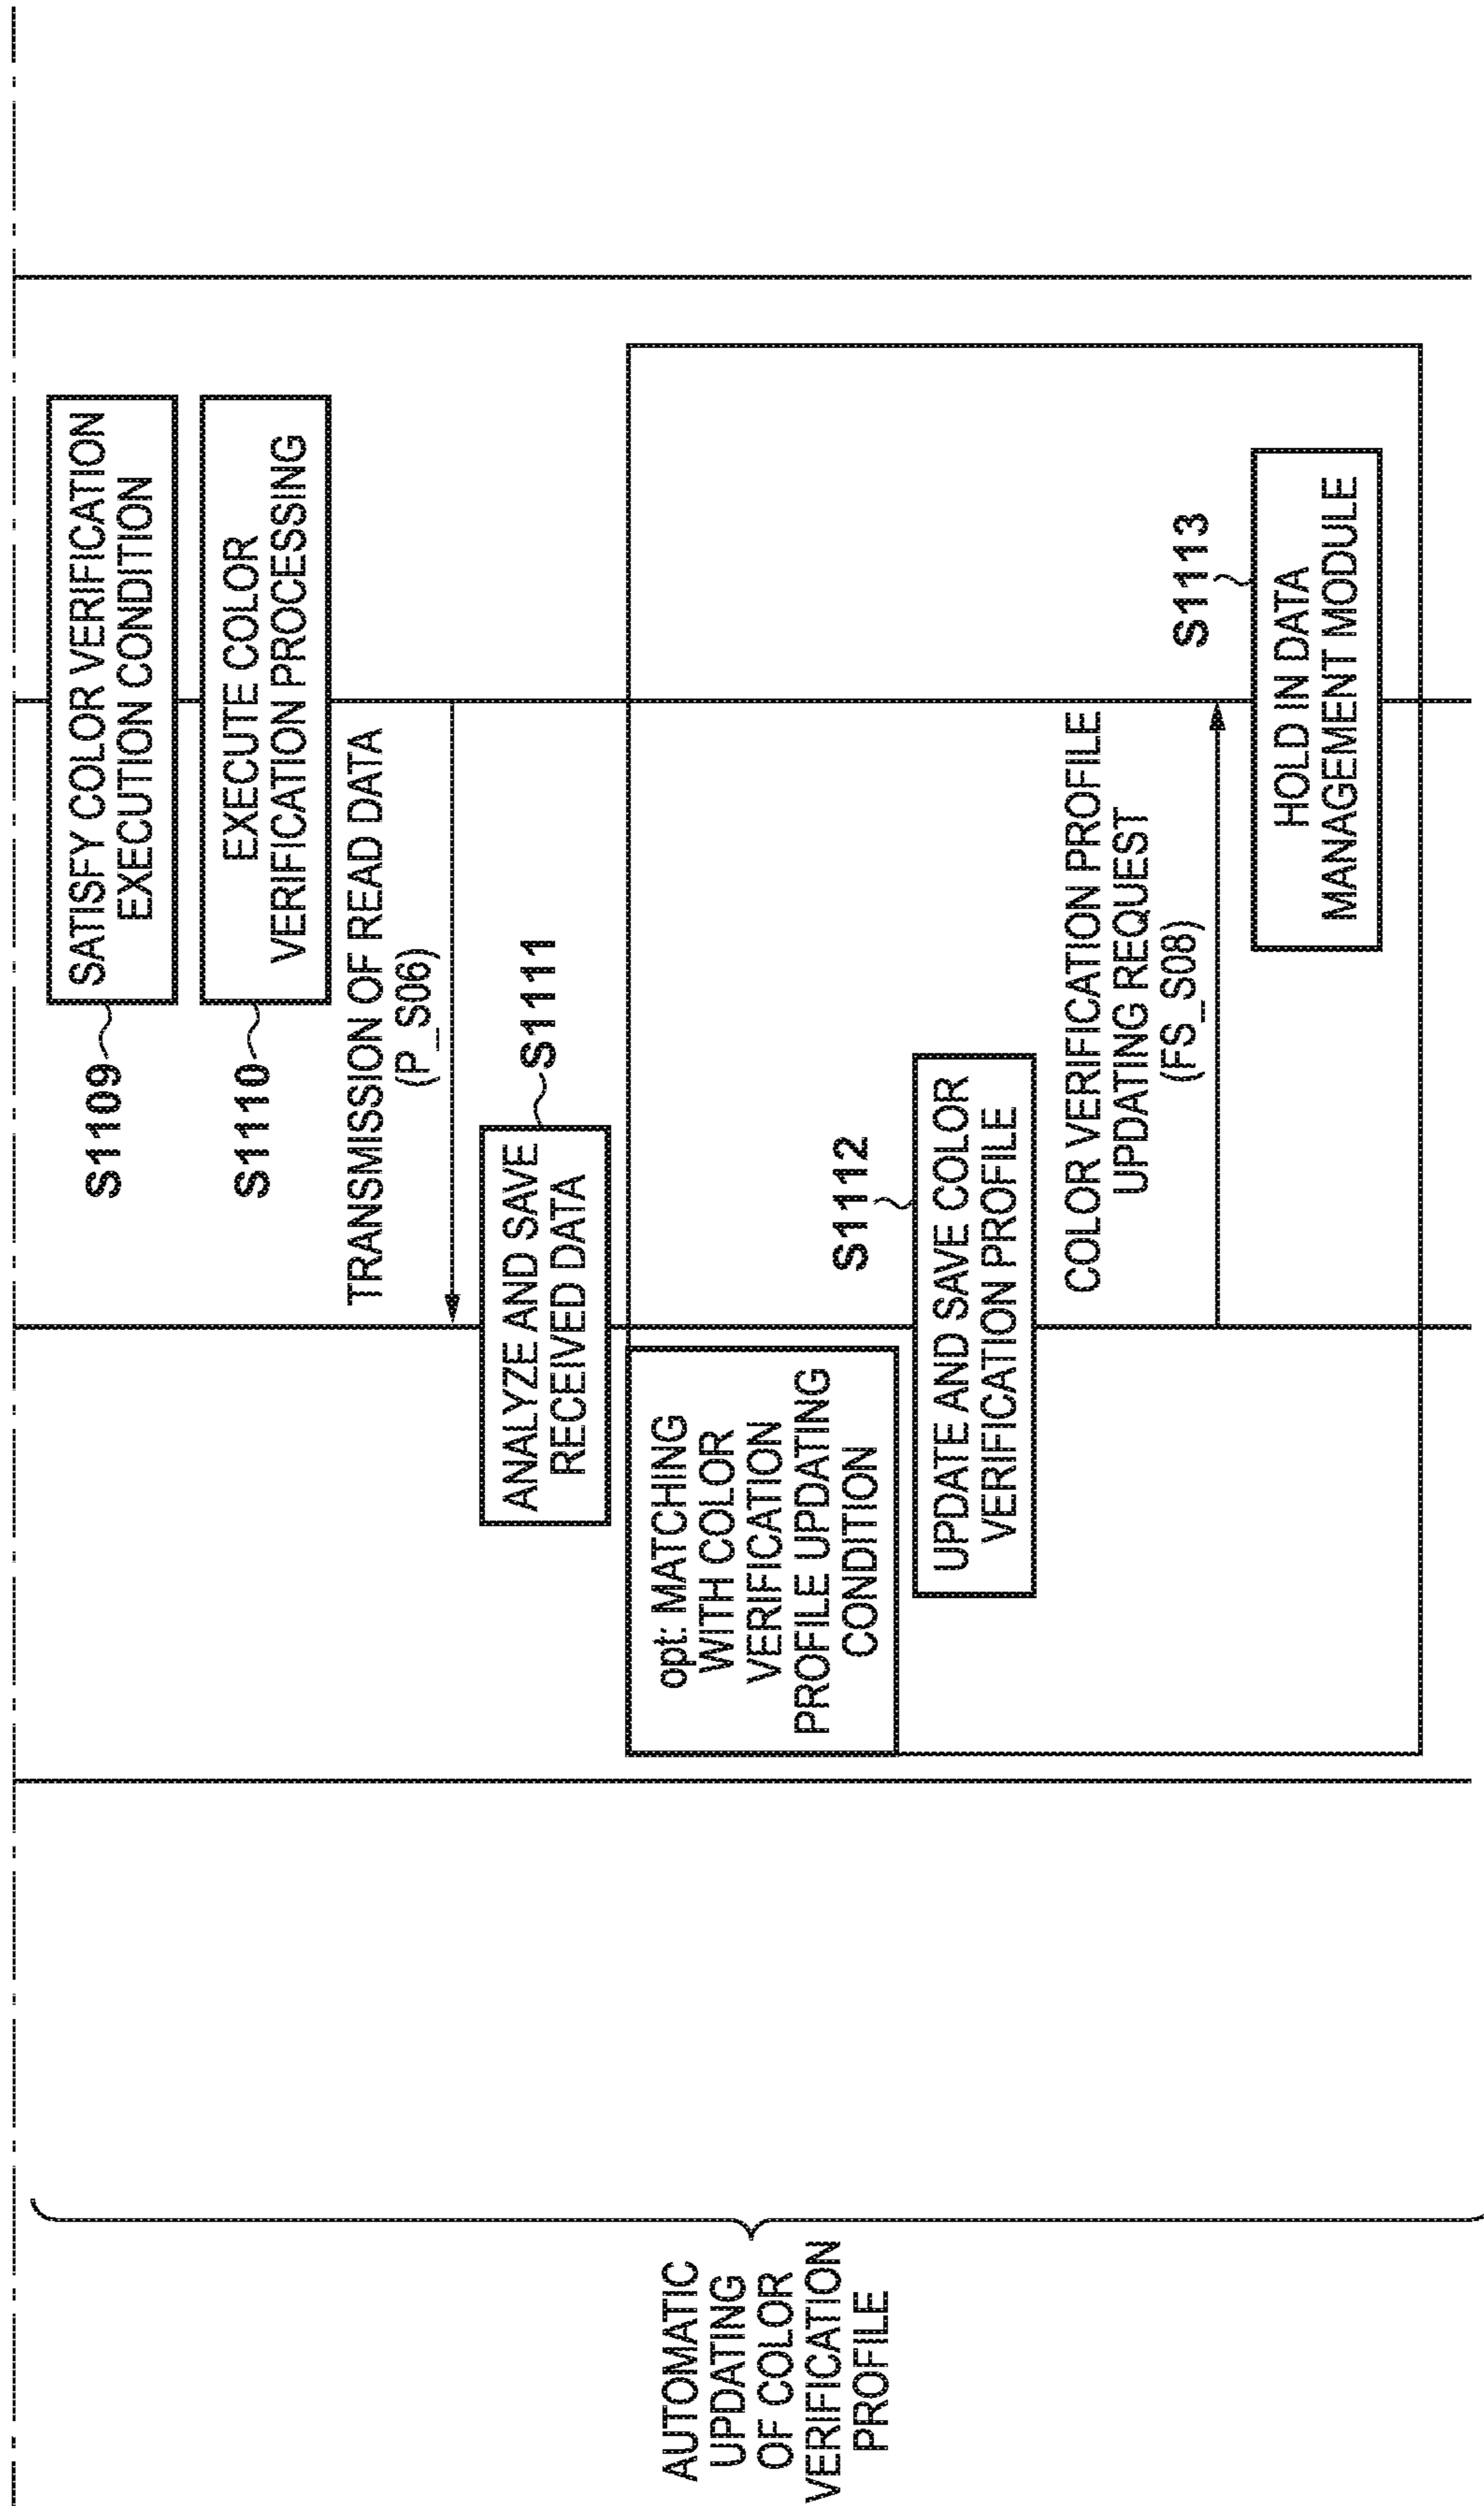 S1109
SATISFY COLOR VERIFICATION
EXECUTION CONDITION
S1110
EXECUTE COLOR
VERIFICATION PROCESSING
TRANSMISSION OF READ DATA
(P_S06)
S1111
ANALYZE AND SAVE
RECEIVED DATA
opt: MATCHING
WITH COLOR
VERIFICATION
PROFILE UPDATING
CONDITION
S1112
UPDATE AND SAVE COLOR
VERIFICATION PROFILE
COLOR VERIFICATION PROFILE
UPDATING REQUEST
(FS_S08)
S1113
HOLD IN DATA
MANAGEMENT MODULE
AUTOMATIC
UPDATING
OF COLOR
VERIFICATION
PROFILE